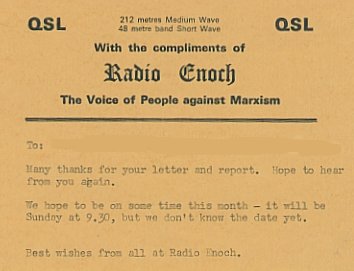 QSL 212 metres Medium Wave QSL
48 metre band Short Wave
With the compliments of
Radio Enoch
The Voice of People against Marxism
To:
Many thanks for your letter and report. Hope to hear
from you again.
We hope to be on some time this month - it will be
Sunday at 9.30, but we don't know the date yet.
Best wishes from all at Radio Enoch.